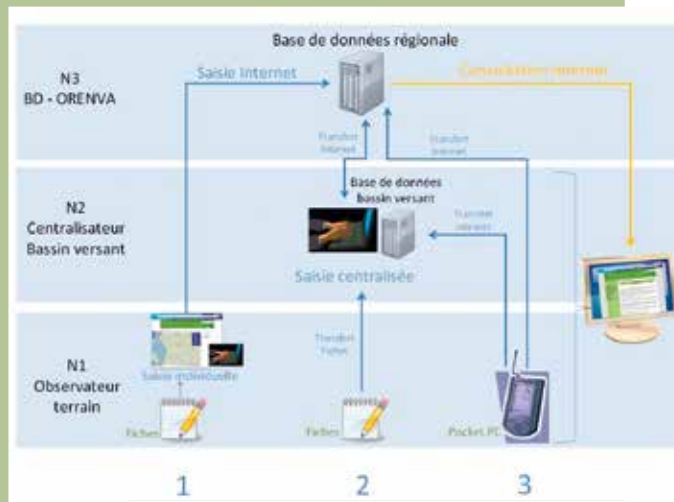 Base de données régionale
N3
BD - ORENVA
Saisie Internet
Consultation Internet
Transfert
Internet
Transfert
Internet
N2
Centralisateur
Bassin versant
Base de données
bassin versant
Transfert
Internet
Saisie centralisée
N1
Observateur
terrain
Saisie individuelle
Transfert
Fiches
Fiches
Fiches
Pocket PC
1
2
3